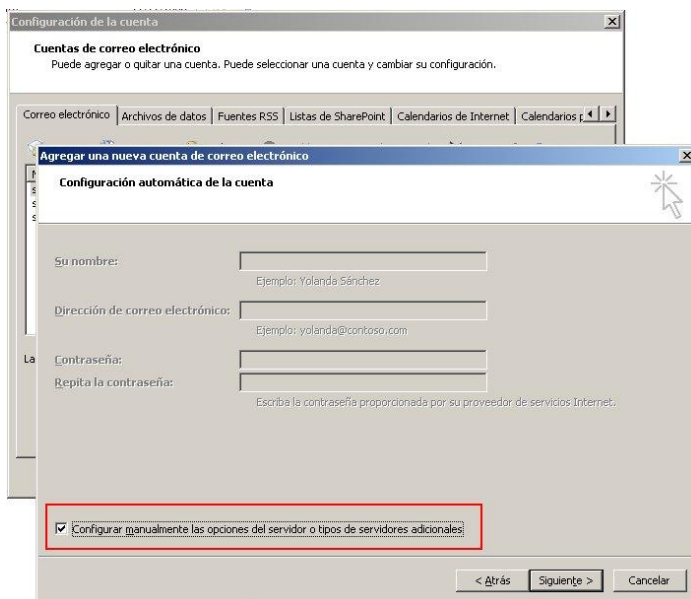 Configuración de la cuenta
Cuentas de correo electrónico
Puede agregar o quitar una cuenta. Puede seleccionar una cuenta y cambiar su configuración.
Correo electrónico Archivos de datos Fuentes RSS Listas de SharePoint Calendarios de Internet Calendarios p
Agregar una nueva cuenta de correo electrónico
Configuración automática de la cuenta
Su nombre:
Ejemplo: Yolanda Sánchez
Dirección de correo electrónico:
Ejemplo: yolanda@contoso.com
La
Contraseña:
Repita la contraseña:
Escriba la contraseña proporcionada por su proveedor de servicios Internet.
Configurar manualmente las opciones del servidor o tipos de servidores adicionales
< Atrás Siguiente > Cancelar